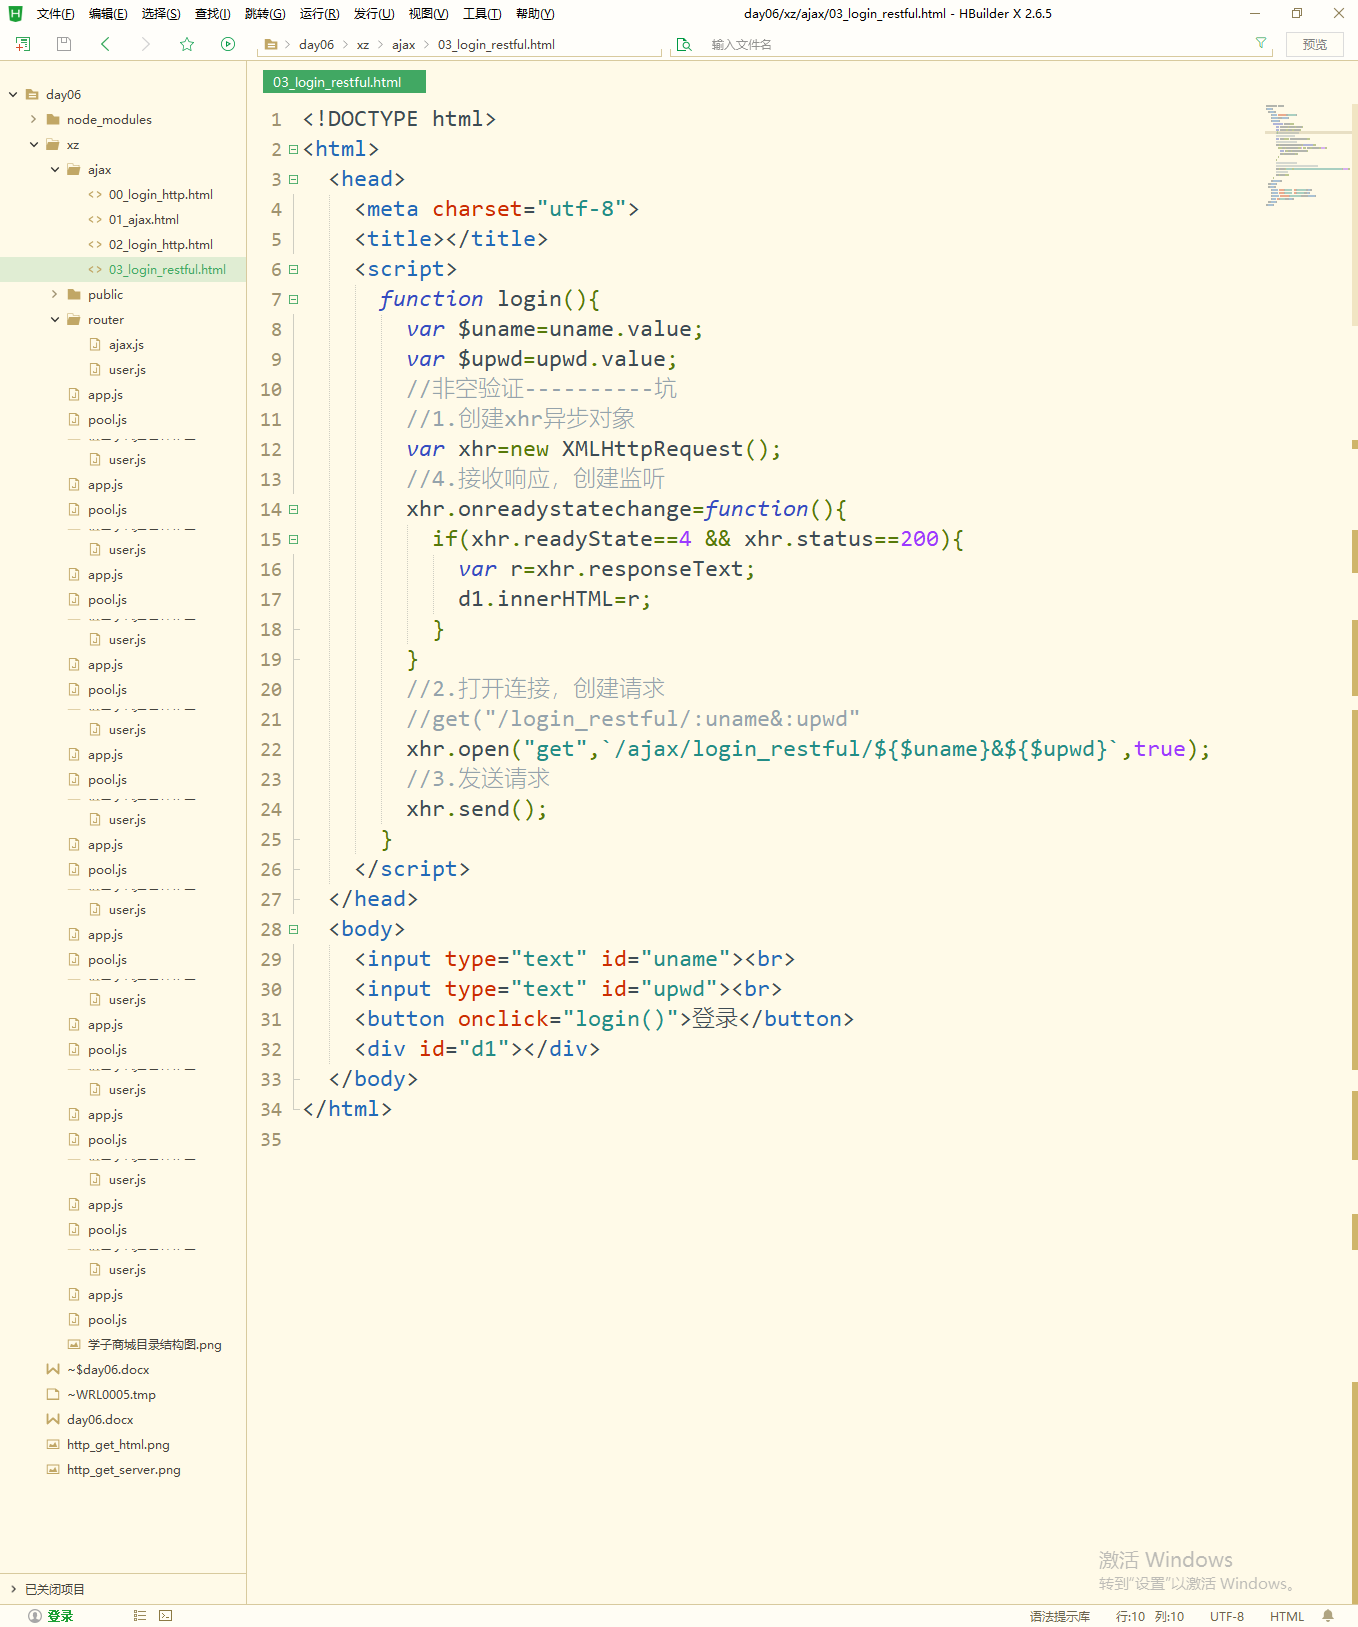 文件(F) 编辑(E) 选择(S) 查找(I) 跳转(G) 运行(R) 发行(U) 视图(V) 工具(T) 帮助(Y) day06/xz/ajax/03_login_restful.html - HBuilder X 2.6.5
day06 xz ajax 03_login_restful.html 输入文件名 预览
day06
node_modules
xz
ajax
00_login_http.html
01_ajax.html
02_login_http.html
03_login_restful.html
public
router
ajax.js
user.js
app.js
pool.js
user.js
app.js
pool.js
user.js
app.js
pool.js
user.js
app.js
pool.js
user.js
app.js
pool.js
user.js
app.js
pool.js
user.js
app.js
pool.js
user.js
app.js
pool.js
user.js
app.js
pool.js
user.js
app.js
pool.js
user.js
app.js
pool.js
学子商城目录结构图.png
~$day06.docx
~WRL0005.tmp
day06.docx
http_get_html.png
http_get_server.png
已关闭项目
03_login_restful.html
1 <!DOCTYPE html>
2 <html>
3 <head>
4 <meta charset="utf-8">
5 <title></title>
6 <script>
7 function login(){
8 var $uname=uname.value;
9 var $upwd=upwd.value;
10 //非空验证----------坑
11 //1.创建xhr异步对象
12 var xhr=new XMLHttpRequest();
13 //4.接收响应，创建监听
14 xhr.onreadystatechange=function(){
15 if(xhr.readyState==4 && xhr.status==200){
16 var r=xhr.responseText;
17 d1.innerHTML=r;
18 }
19 }
20 //2.打开连接，创建请求
21 //get("/login_restful/:uname&:upwd"
22 xhr.open("get",`/ajax/login_restful/${$uname}&${$upwd}`,true);
23 //3.发送请求
24 xhr.send();
25 }
26 </script>
27 </head>
28 <body>
29 <input type="text" id="uname"><br>
30 <input type="text" id="upwd"><br>
31 <button onclick="login()">登录</button>
32 <div id="d1"></div>
33 </body>
34 </html>
35
激活 Windows
转到"设置"以激活 Windows。
登录 语法提示库 行:10 列:10 UTF-8 HTML